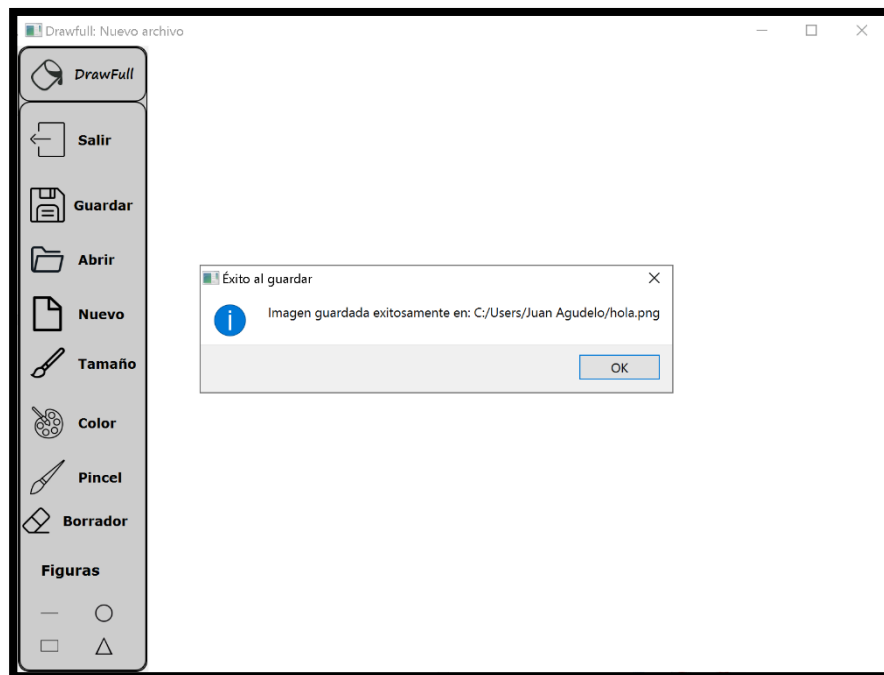 Drawfull: Nuevo archivo
DrawFull
Salir
Guardar
Abrir
Nuevo
Tamaño
Color
Pincel
Borrador
Figuras
Éxito al guardar
Imagen guardada exitosamente en: C:/Users/Juan Agudelo/hola.png
OK